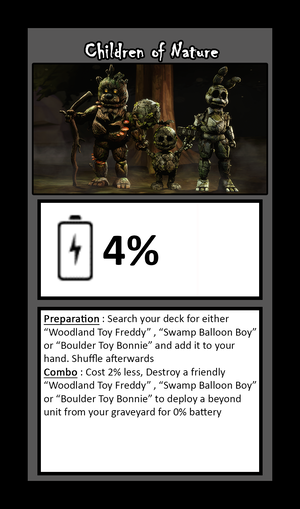 Children of Nature
4%
Preparation : Search your deck for either
“Woodland Toy Freddy” , “Swamp Balloon Boy”
or “Boulder Toy Bonnie” and add it to your
hand. Shuffle afterwards
Combo : Cost 2% less, Destroy a friendly
“Woodland Toy Freddy” , “Swamp Balloon Boy”
or “Boulder Toy Bonnie” to deploy a beyond
unit from your graveyard for 0% battery